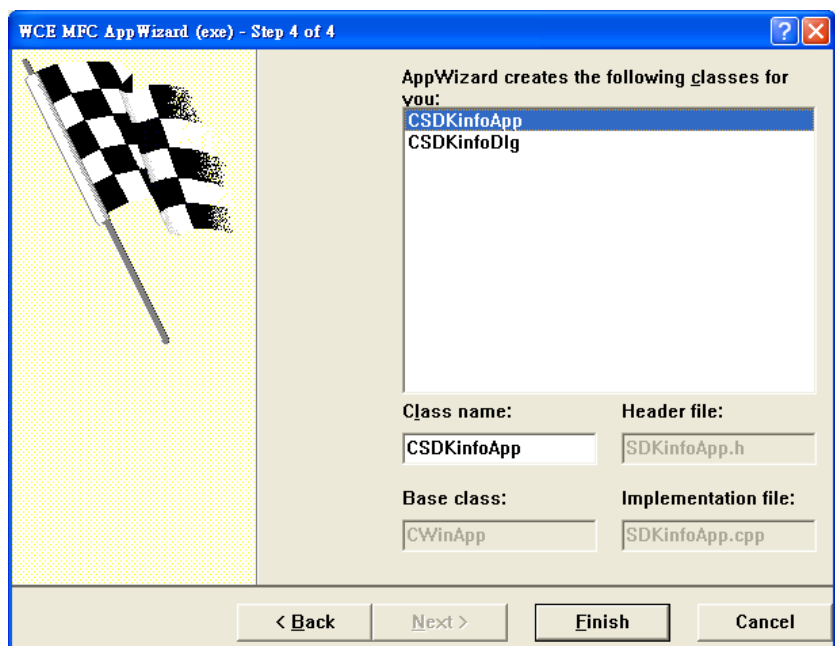 WCE MFC AppWizard (exe) - Step 4 of 4
AppWizard creates the following classes for
you:
CSDKinfoApp
CSDKinfoDlg
Class name:
Header file:
CSDKinfoApp
SDKinfoApp.h
Base class:
Implementation file:
CWinApp
SDKinfoApp.cpp
< Back
Next >
Finish
Cancel